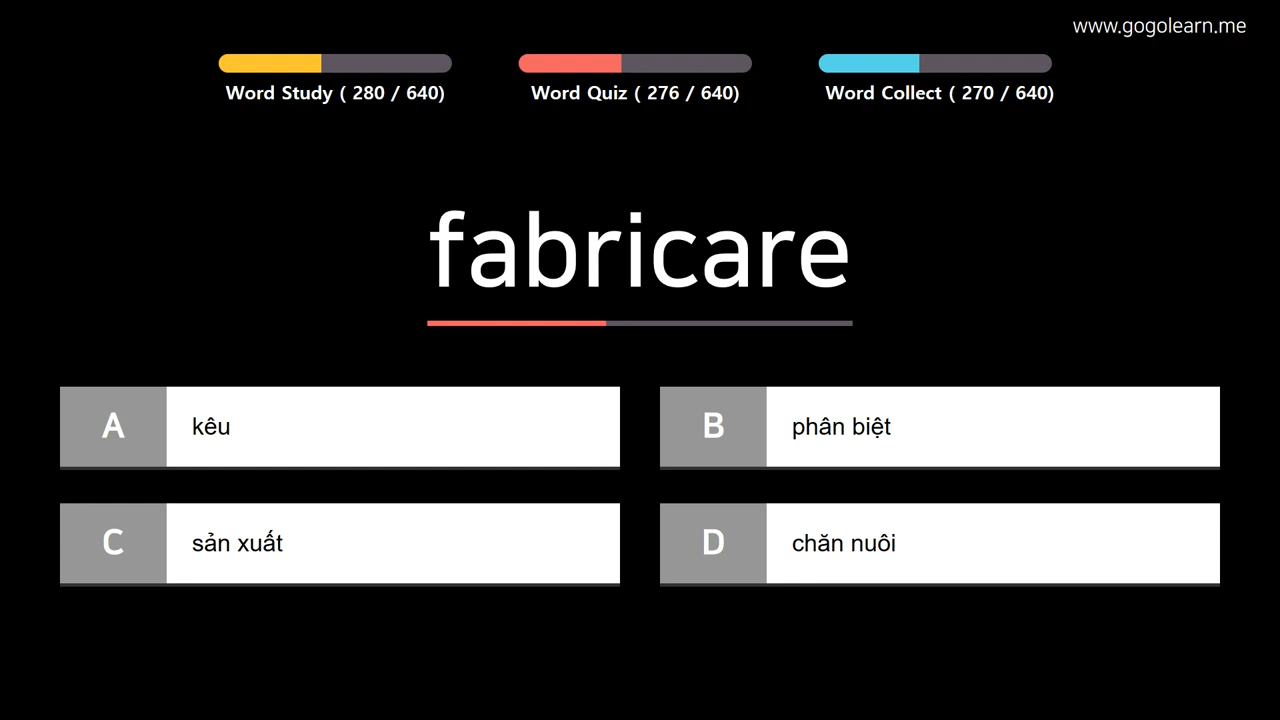 www.gogolearn.me
Word Study ( 280 / 640)
Word Quiz ( 276 / 640)
Word Collect ( 270 / 640)
fabricare
A
kêu
B
phân biệt
C
sản xuất
D
chăn nuôi